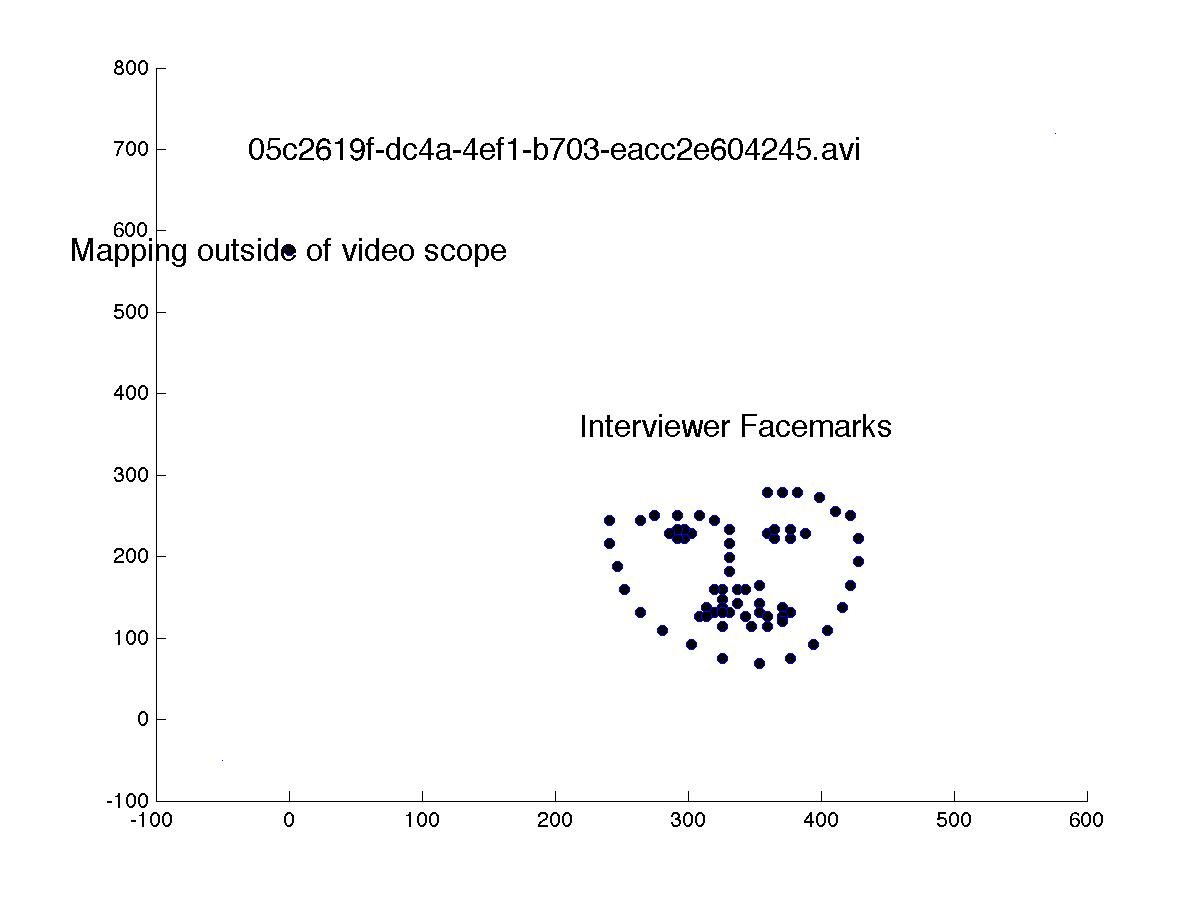 800
05c2619f-dc4a-4ef1-b703-eacc2e604245.avi
700
600
Mapping outside of video scope
500
400
Interviewer Facemarks
300
200
100
0
-100
-100 0 100 200 300 400 500 600